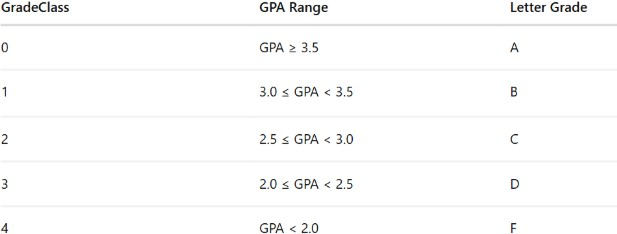 GradeClass GPA Range Letter Grade
0 GPA ≥ 3.5 A
1 3.0 ≤ GPA < 3.5 B
2 2.5 ≤ GPA < 3.0 C
3 2.0 ≤ GPA < 2.5 D
4 GPA < 2.0 F